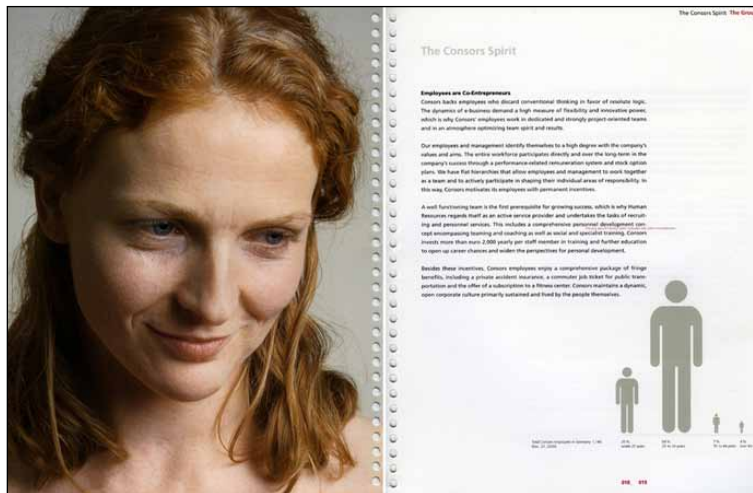 The Consors Spirit The Grou
The Consors Spirit
Employees are Co-Entrepreneurs
Consors backs employees who discard conventional thinking in favor of resolute logic.
The dynamics of e-business demand a high measure of flexibility and innovative power,
which is why Consors' employees work in dedicated and strongly project-oriented teams
and in an atmosphere optimizing team spirit and results.
Our employees and management identify themselves to a high degree with the company's
values and aims. The entire workforce participates directly and over the long-term in the
company's success through a performance-related remuneration system and stock option
plans. We have flat hierarchies that allow employees and management to work together
as a team and to actively participate in shaping their individual areas of responsibility. In
this way, Consors motivates its employees with permanent incentives.
A well functioning team is the first prerequisite for growing success, which is why Human
Resources regards itself as an active service provider and undertakes the tasks of recruit-
ing and personnel services. This includes a comprehensive personnel development con-
cept encompassing learning and coaching as well as social and specialist training. Consors
invests more than euro 2,000 yearly per staff member in training and further education
to open up career chances and widen the perspectives for personal development.
Besides these incentives, Consors employees enjoy a comprehensive package of fringe
benefits, including a private accident insurance, a commuter job ticket for public trans-
portation and the offer of a subscription to a fitness center. Consors maintains a dynamic,
open corporate culture primarily sustained and lived by the people themselves.
Total Consors employees in Germany: